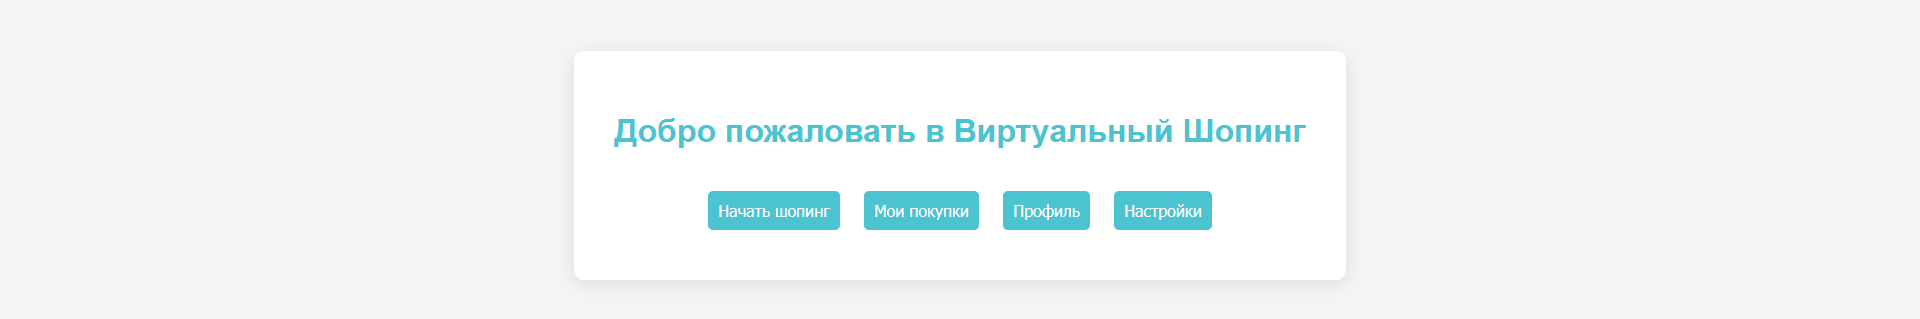 Добро пожаловать в Виртуальный Шопинг
Начать шопинг Мои покупки Профиль Настройки